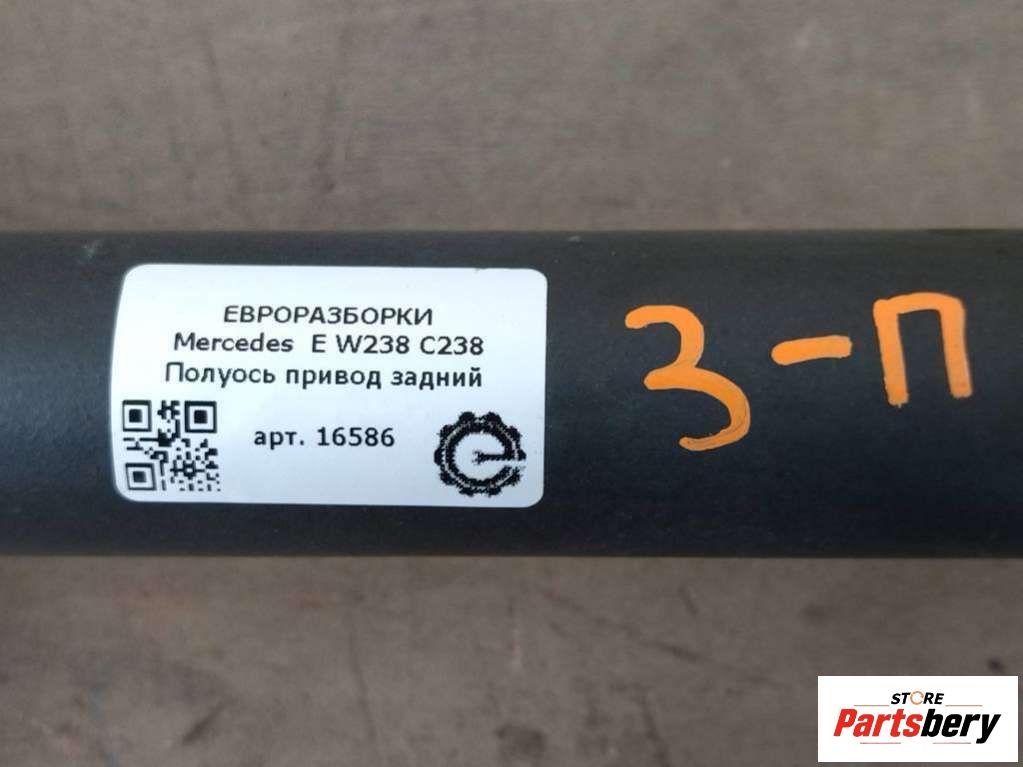 ЕВРОРАЗБОРКИ
Mercedes E W238 C238
Полуось привод задний
арт. 16586
З-П
STORE
Partsbery